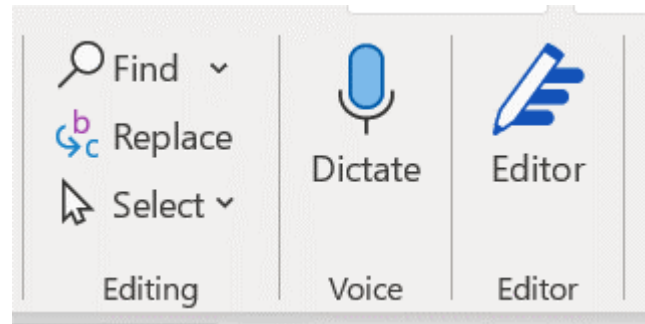 Find
Replace
Select
Editing
Dictate
Voice
Editor
Editor